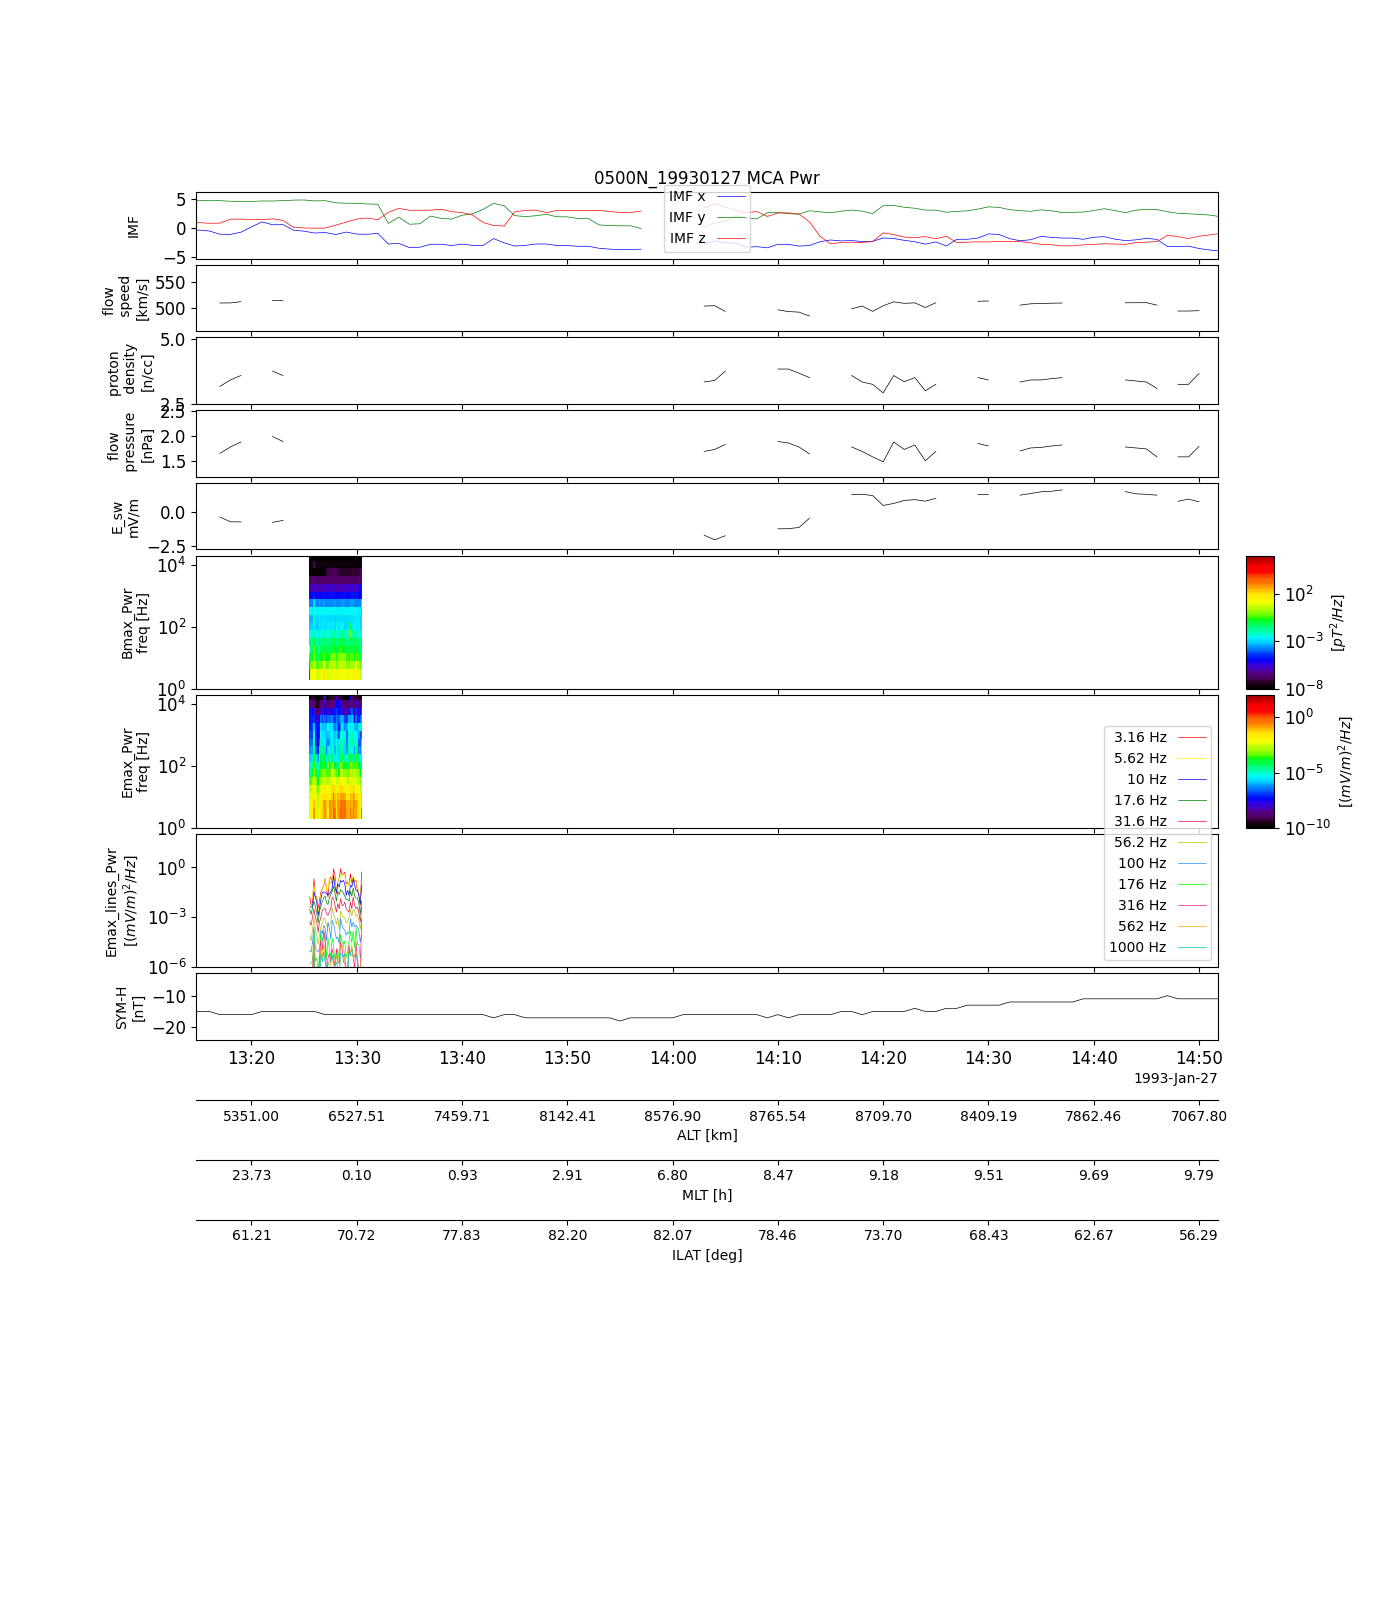 0500N_19930127 MCA Pwr
IMF
5
0
−5
IMF x
IMF y
IMF z
flow
speed
[km/s]
550
500
proton
density
[n/cc]
5.0
2.5
flow
pressure
[nPa]
2.5
2.0
1.5
E_sw
mV/m
0.0
−2.5
Bmax_Pwr
freq [Hz]
10^4
10^2
10^0
10^2
10^−3
10^−8
[pT^2/Hz]
Emax_Pwr
freq [Hz]
10^4
10^2
10^0
10^0
10^−5
10^−10
[(mV/m)^2/Hz]
3.16 Hz
5.62 Hz
10 Hz
17.6 Hz
31.6 Hz
56.2 Hz
100 Hz
176 Hz
316 Hz
562 Hz
1000 Hz
Emax_lines_Pwr
[(mV/m)^2/Hz]
10^0
10^−3
10^−6
SYM-H
[nT]
−10
−20
13:20 13:30 13:40 13:50 14:00 14:10 14:20 14:30 14:40 14:50
1993-Jan-27
5351.00 6527.51 7459.71 8142.41 8576.90 8765.54 8709.70 8409.19 7862.46 7067.80
ALT [km]
23.73 0.10 0.93 2.91 6.80 8.47 9.18 9.51 9.69 9.79
MLT [h]
61.21 70.72 77.83 82.20 82.07 78.46 73.70 68.43 62.67 56.29
ILAT [deg]